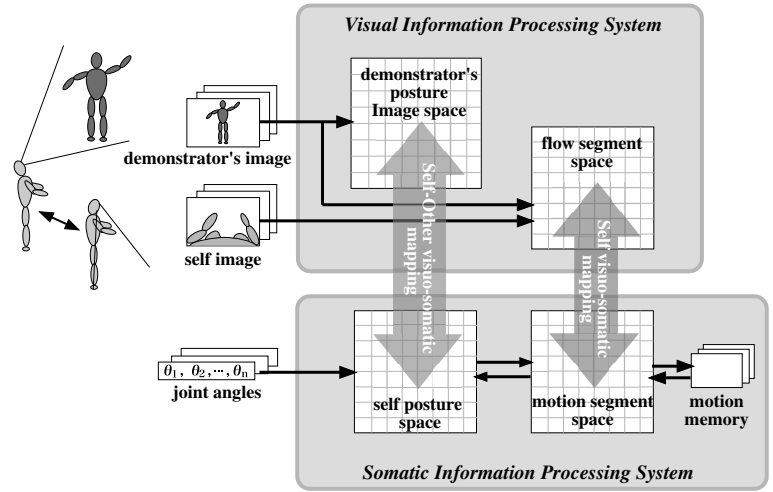 Visual Information Processing System
demonstrator's
posture
Image space
demonstrator's image
flow segment
space
self image
Self-Other visuo-somatic
mapping
Self visuo-somatic
mapping
θ1, θ2,···,θn
joint angles
self posture
space
motion segment
space
motion
memory
Somatic Information Processing System